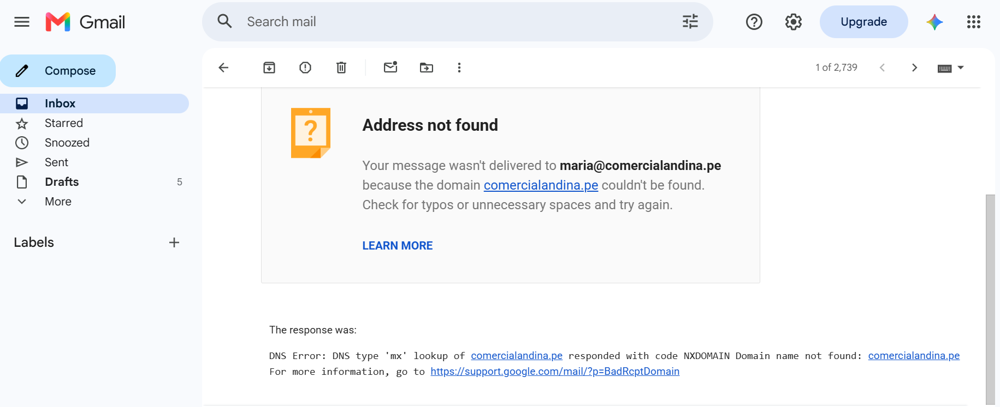 Gmail
Search mail
Upgrade
Compose
1 of 2,739
Inbox
Starred
Snoozed
Sent
Drafts 5
More
Labels
?
Address not found
Your message wasn't delivered to maria@comercialandina.pe
because the domain comercialandina.pe couldn't be found.
Check for typos or unnecessary spaces and try again.
LEARN MORE
The response was:
DNS Error: DNS type 'mx' lookup of comercialandina.pe responded with code NXDOMAIN Domain name not found: comercialandina.pe
For more information, go to https://support.google.com/mail/?p=BadRcptDomain